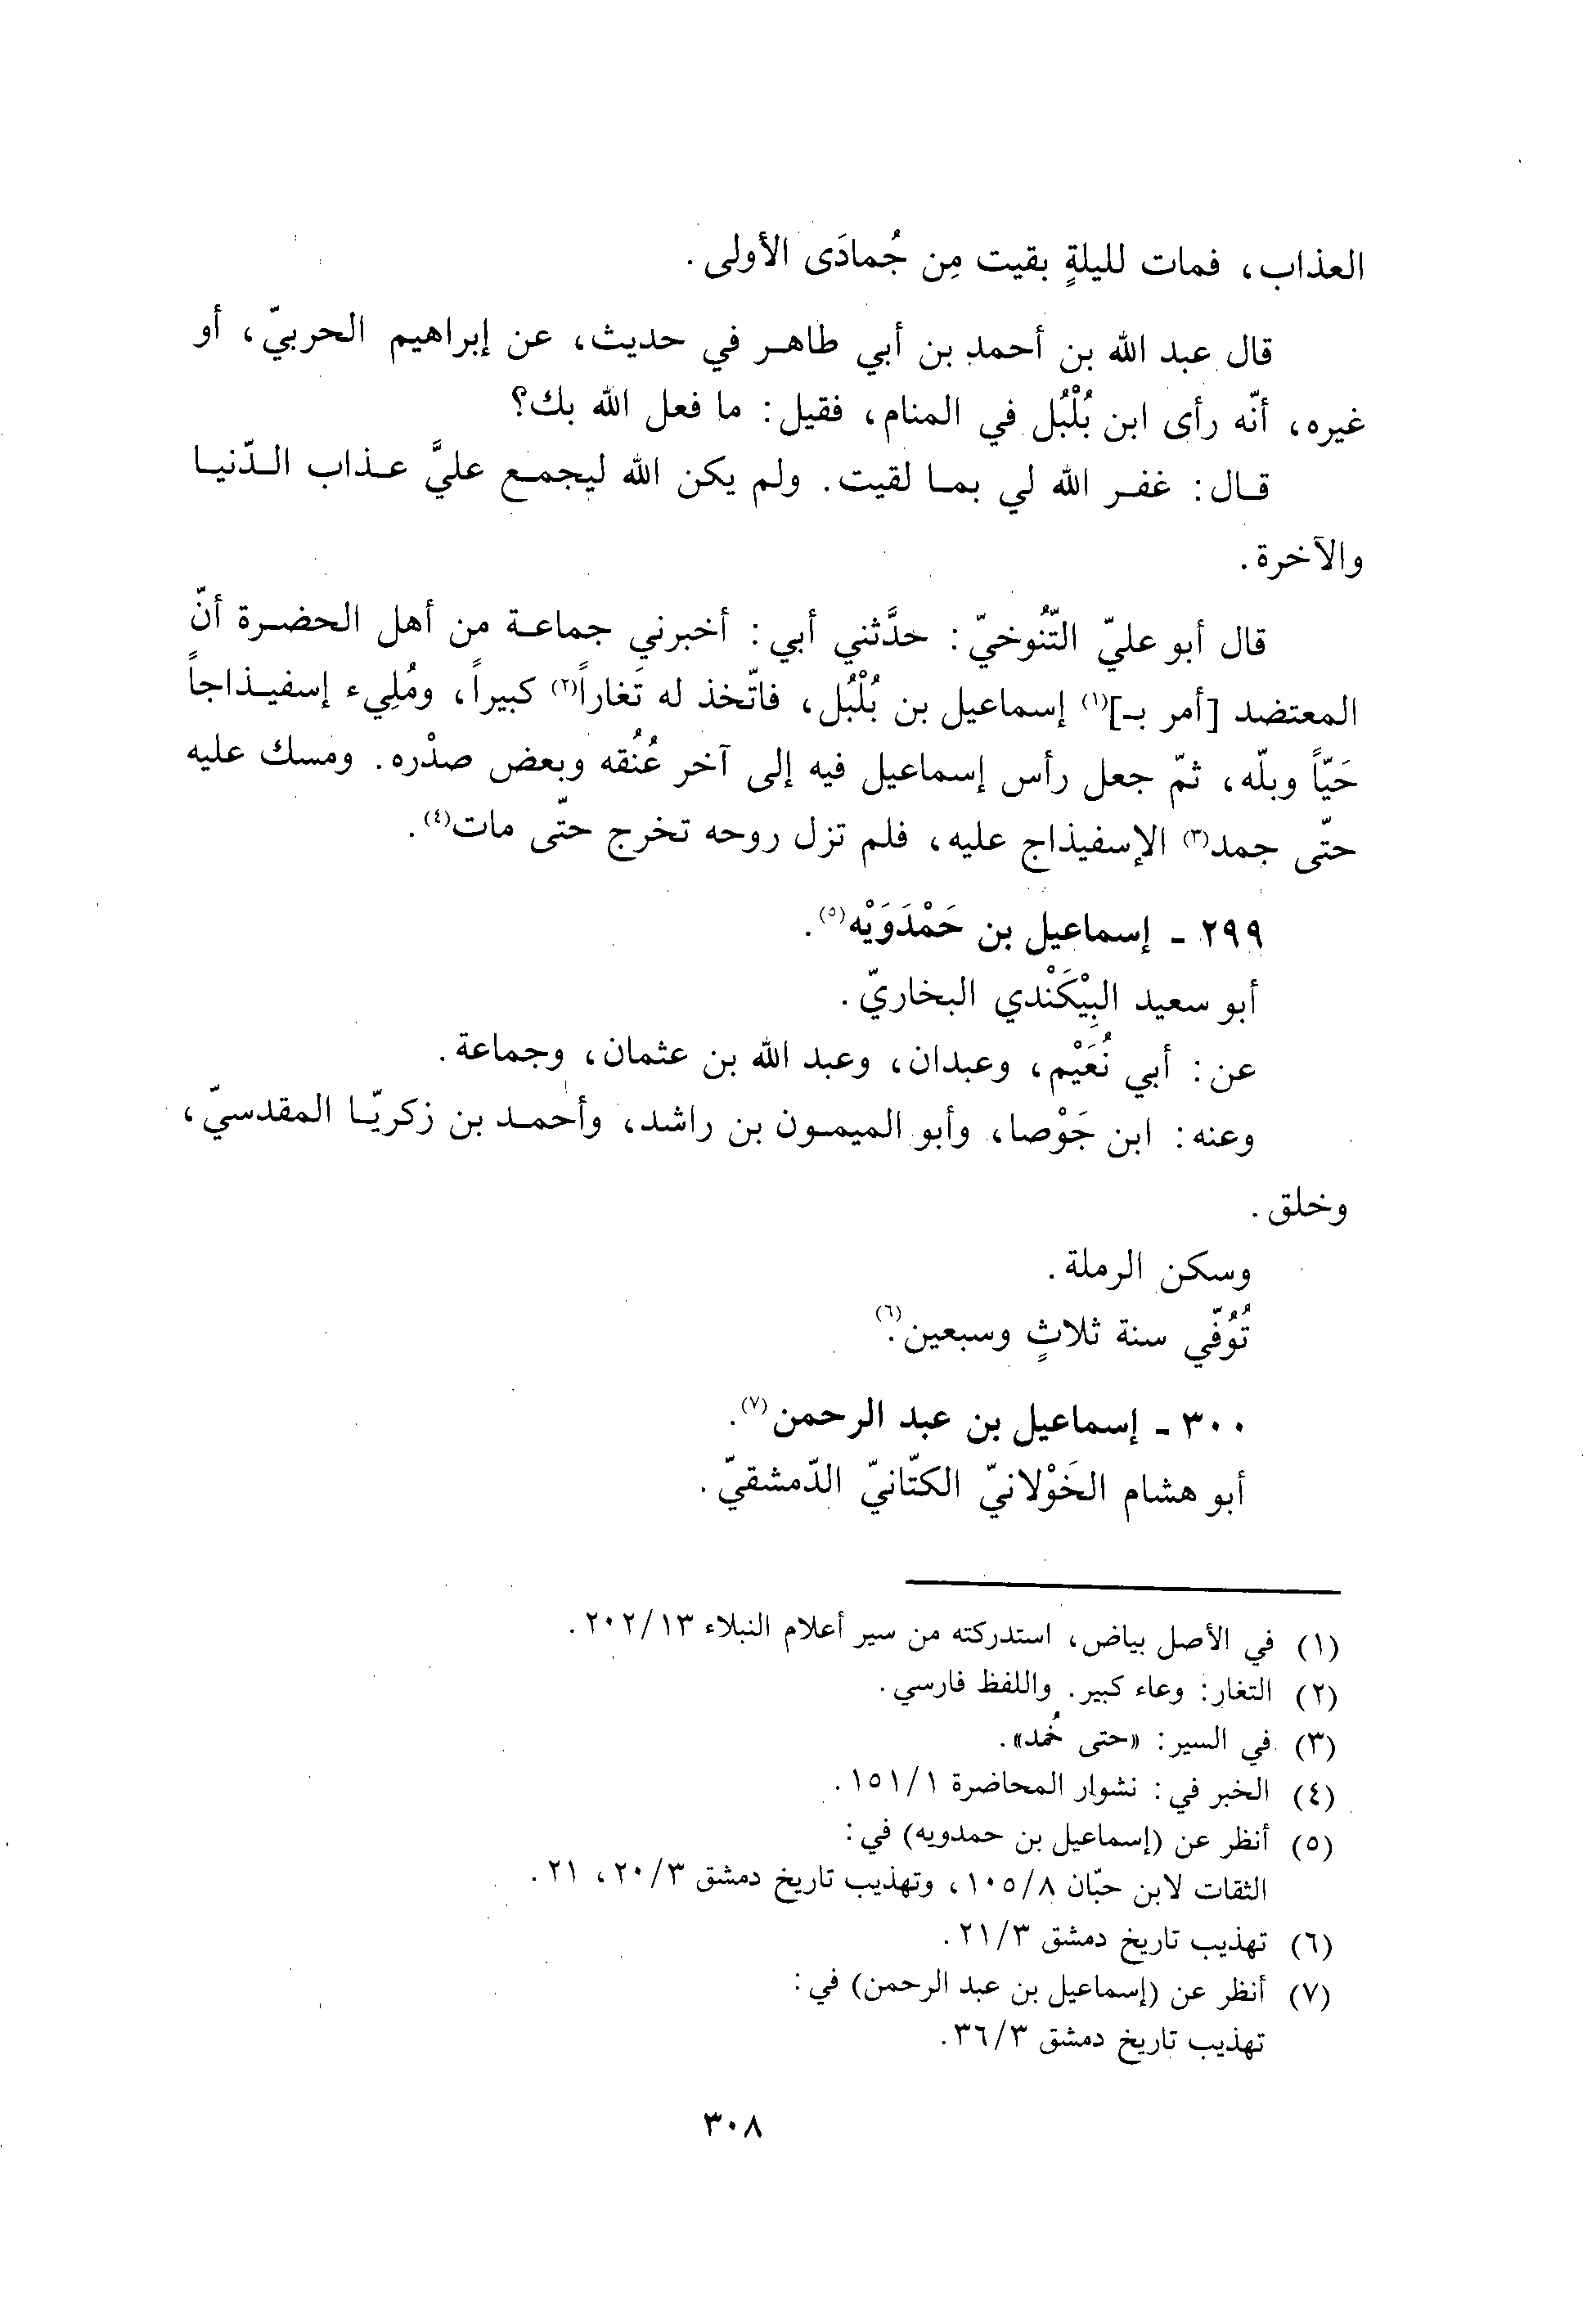 العذاب، فمات لليلةٍ بقيت مِن جُمادَى الأولى.
قال عبد الله بن أحمد بن أبي طاهر في حديث، عن إبراهيم الحربيّ، أو
غيره، أنّه رأى ابن بُلْبُل في المنام، فقيل: ما فعل الله بك؟
قال: غفر الله لي بما لقيت. ولم يكن الله ليجمع عليَّ عذاب الدّنيا
والآخرة.
قال أبو عليّ التّنُوخيّ: حدَّثني أبي: أخبرني جماعة من أهل الحضرة أنّ
المعتضد [أمر بـ](١) إسماعيل بن بُلْبُل، فاتّخذ له تَغاراً(٢) كبيراً، ومُلِيء إسفيذاجاً
حَيّاً وبلّه، ثمّ جعل رأس إسماعيل فيه إلى آخر عُنُقه وبعض صدْره. ومسك عليه
حتّى جمد(٣) الإسفيذاج عليه، فلم تزل روحه تخرج حتّى مات(٤).
٢٩٩ - إسماعيل بن حَمْدَوَيْه(٥).
أبو سعيد البِيْكَنْدي البخاريّ.
عن: أبي نُعَيْم، وعبدان، وعبد الله بن عثمان، وجماعة.
وعنه: ابن جَوْصا، وأبو الميمون بن راشد، وأحمد بن زكريّا المقدسيّ،
وخلق.
وسكن الرملة.
تُوُفّي سنة ثلاثٍ وسبعين(٦).
٣٠٠ - إسماعيل بن عبد الرحمن(٧).
أبو هشام الخَوْلانيّ الكتّانيّ الدّمشقيّ.
(١) في الأصل بياض، استدركته من سير أعلام النبلاء ٢٠٢/١٣.
(٢) التغار: وعاء كبير. واللفظ فارسي.
(٣) في السير: «حتى خُمد».
(٤) الخبر في: نشوار المحاضرة ١٥١/١.
(٥) أنظر عن (إسماعيل بن حمدويه) في:
الثقات لابن حبّان ١٠٥/٨، وتهذيب تاريخ دمشق ٢٠/٣، ٢١.
(٦) تهذيب تاريخ دمشق ٢١/٣.
(٧) أنظر عن (إسماعيل بن عبد الرحمن) في:
تهذيب تاريخ دمشق ٣٦/٣.
٣٠٨